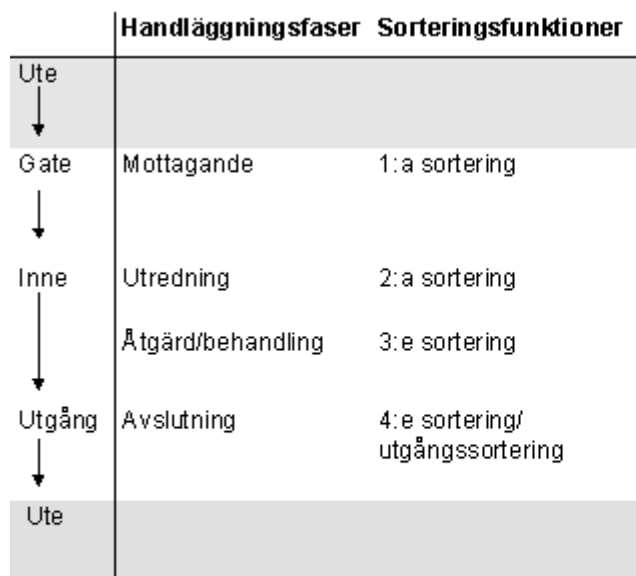 Handläggningsfaser Sorteringsfunktioner
Ute
Gate Mottagande 1:a sortering
Inne Utredning 2:a sortering
Åtgärd/behandling 3:e sortering
Utgång Avslutning 4:e sortering/
utgångssortering
Ute